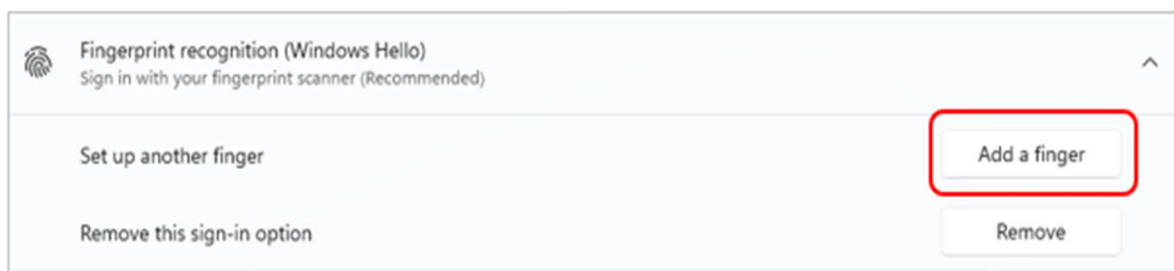 Fingerprint recognition (Windows Hello)
Sign in with your fingerprint scanner (Recommended)
Set up another finger
Add a finger
Remove this sign-in option
Remove